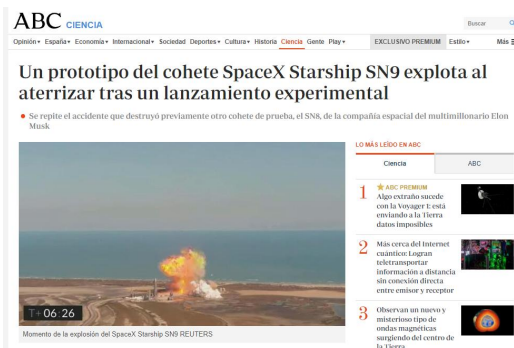 ABC CIENCIA
Buscar
Opinión España Economía Internacional Sociedad Deportes Cultura Historia Ciencia Gente Play EXCLUSIVO PREMIUM Estilo Más
Un prototipo del cohete SpaceX Starship SN9 explota al
aterrizar tras un lanzamiento experimental
Se repite el accidente que destruyó previamente otro cohete de prueba, el SN8, de la compañía espacial del multimillonario Elon
Musk
T+ 06:26
Momento de la explosión del SpaceX Starship SN9 REUTERS
LO MÁS LEÍDO EN ABC
Ciencia ABC
1 ABC PREMIUM
Algo extraño sucede
con la Voyager 1: está
enviando a la Tierra
datos imposibles
2 Más cerca del Internet
cuántico: Logran
teletransportar
información a distancia
sin conexión directa
entre emisor y receptor
3 Observan un nuevo y
misterioso tipo de
ondas magnéticas
surgiendo del centro de
la Tierra